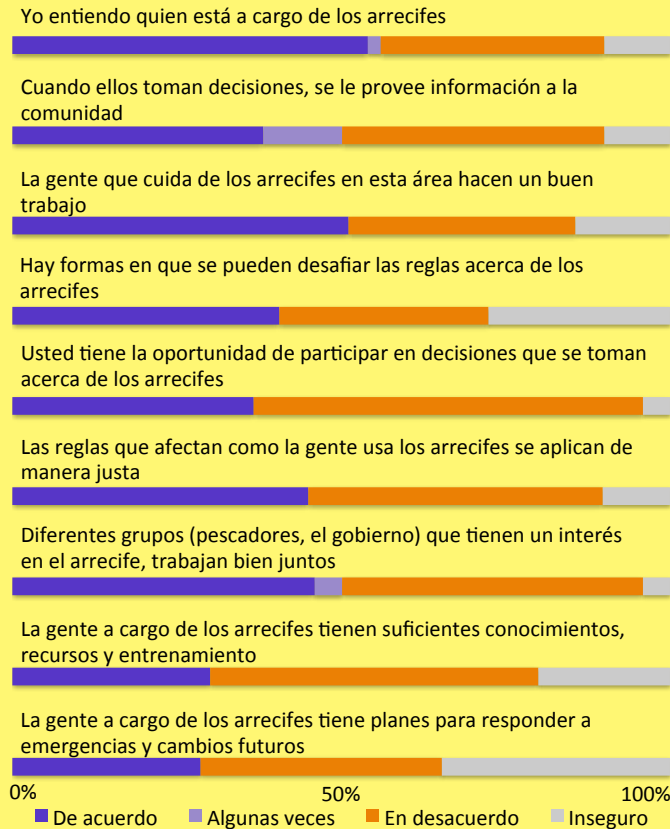 Yo entiendo quien está a cargo de los arrecifes
Cuando ellos toman decisiones, se le provee información a la
comunidad
La gente que cuida de los arrecifes en esta área hacen un buen
trabajo
Hay formas en que se pueden desafiar las reglas acerca de los
arrecifes
Usted tiene la oportunidad de participar en decisiones que se toman
acerca de los arrecifes
Las reglas que afectan como la gente usa los arrecifes se aplican de
manera justa
Diferentes grupos (pescadores, el gobierno) que tienen un interés
en el arrecife, trabajan bien juntos
La gente a cargo de los arrecifes tienen suficientes conocimientos,
recursos y entrenamiento
La gente a cargo de los arrecifes tiene planes para responder a
emergencias y cambios futuros
0% 50% 100%
De acuerdo Algunas veces En desacuerdo Inseguro